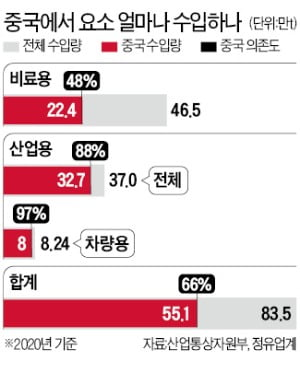 중국에서 요소 얼마나 수입하나 (단위:만t)
전체 수입량 중국 수입량 중국 의존도
비료용 48%
22.4 46.5
산업용 88%
32.7 37.0 전체
97%
8 8.24 차량용
합계 66%
55.1 83.5
※2020년 기준 자료:산업통상자원부, 정유업계